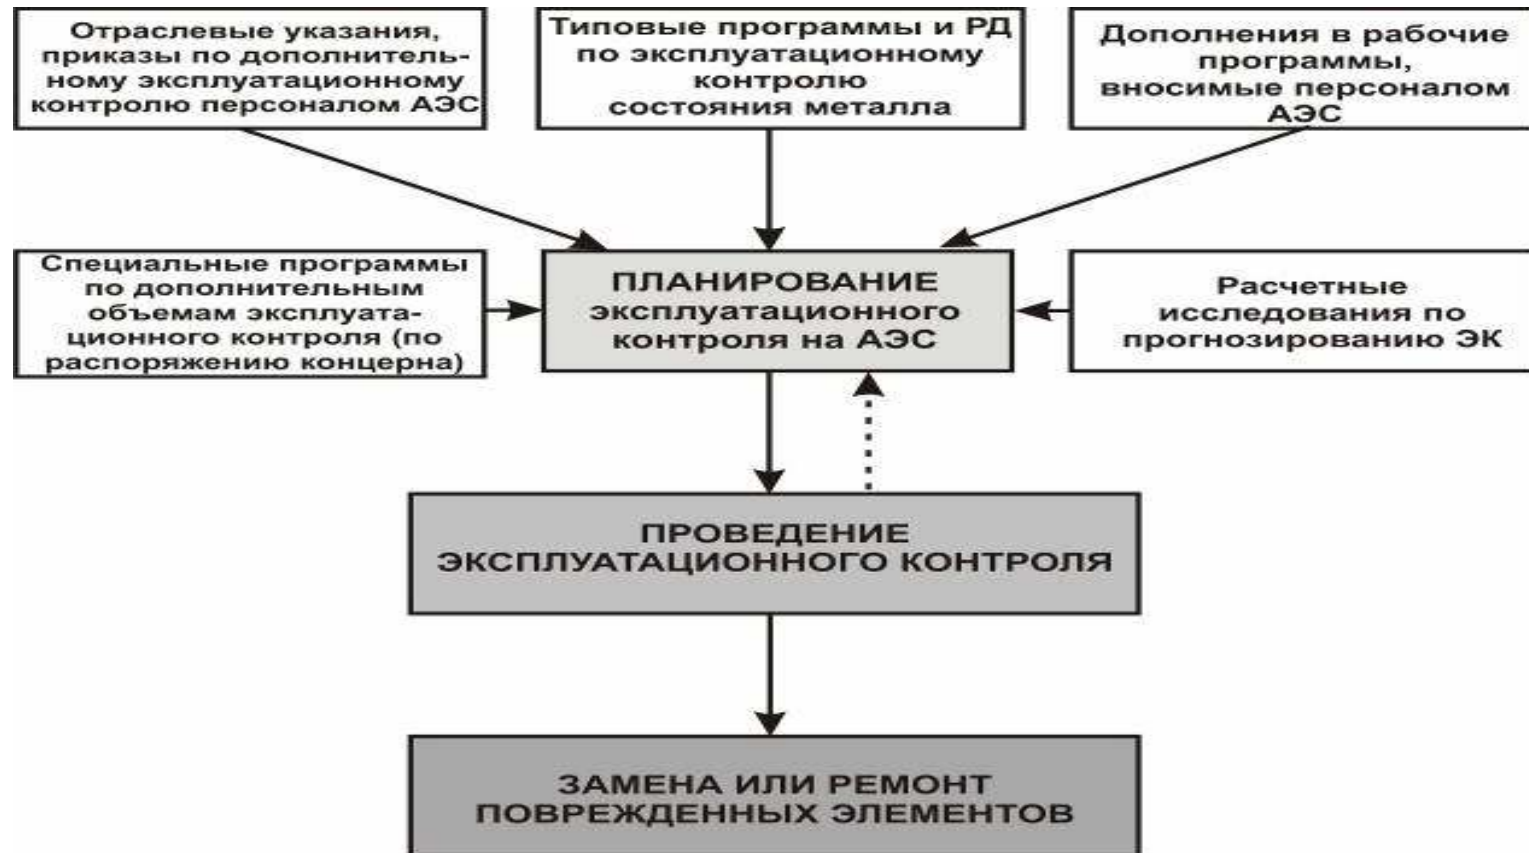 Отраслевые указания,
приказы по дополнитель-
ному эксплуатационному
контролю персоналом АЭС
Типовые программы и РД
по эксплуатационному
контролю
состояния металла
Дополнения в рабочие
программы,
вносимые персоналом
АЭС
Специальные программы
по дополнительным
объемам эксплуата-
ционного контроля (по
распоряжению концерна)
ПЛАНИРОВАНИЕ
эксплуатационного
контроля на АЭС
Расчетные
исследования по
прогнозированию ЭК
ПРОВЕДЕНИЕ
ЭКСПЛУАТАЦИОННОГО КОНТРОЛЯ
ЗАМЕНА ИЛИ РЕМОНТ
ПОВРЕЖДЕННЫХ ЭЛЕМЕНТОВ